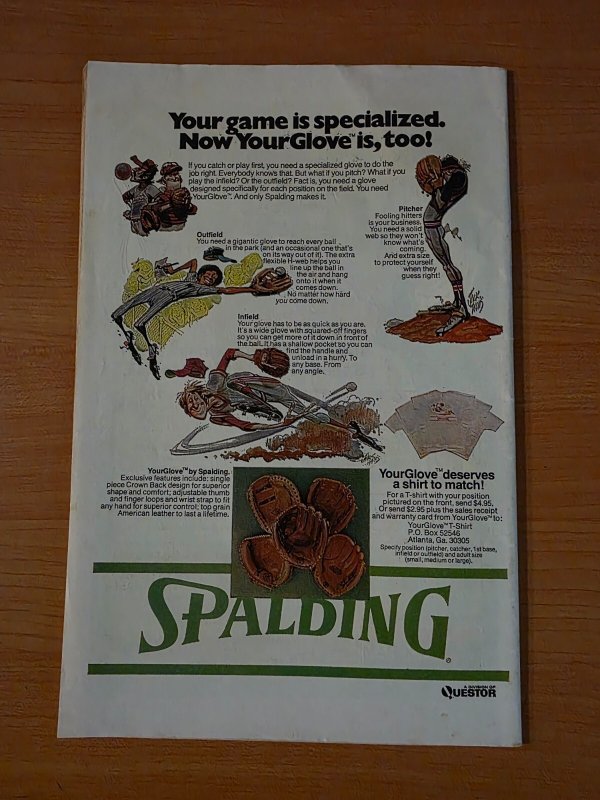 Your game is specialized.
Now YourGlove™ is, too!
If you catch or play first, you need a specialized glove to do the
job right. Everybody knows that. But what if you pitch? What if you
play the infield? Or the outfield? Fact is, you need a glove
designed specifically for each position on the field. You need
YourGlove™. And only Spalding makes it.
Pitcher
Fooling hitters
is your business.
You need a solid
web so they won't
know what's
coming.
And extra size
to protect yourself
when they
guess right!
Outfield
You need a gigantic glove to reach every ball
in the park (and an occasional one that's
on its way out of it). The extra
flexible H-web helps you
line up the ball in
the air and hang
onto it when it
comes down.
No matter how hard
you come down.
Infield
Your glove has to be as quick as you are.
It's a wide glove with squared-off fingers
so you can get more of it down in front of
the ball. It has a shallow pocket so you can
find the handle and
unload in a hurry. To
any base. From
any angle.
YourGlove™ by Spalding.
Exclusive features include: single
piece Crown Back design for superior
shape and comfort; adjustable thumb
and finger loops and wrist strap to fit
any hand for superior control; top grain
American leather to last a lifetime.
YourGlove™ deserves
a shirt to match!
For a T-shirt with your position
pictured on the front, send $4.95.
Or send $2.95 plus the sales receipt
and warranty card from YourGlove™ to:
YourGlove™ T-Shirt
P.O. Box 52546
Atlanta, Ga. 30305
Specify position (pitcher, catcher, 1st base,
infield or outfield) and adult size
(small, medium or large).
SPALDING®
A DIVISION OF
QUESTOR